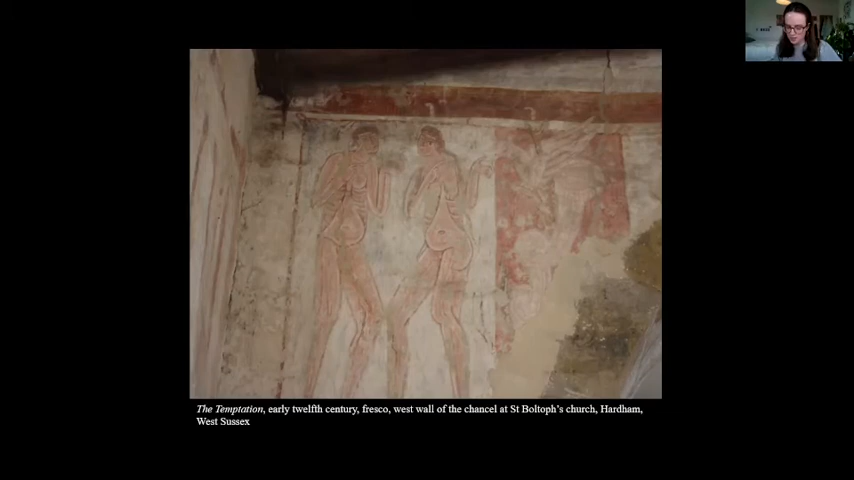 The Temptation, early twelfth century, fresco, west wall of the chancel at St Boltoph's church, Hardham,
West Sussex